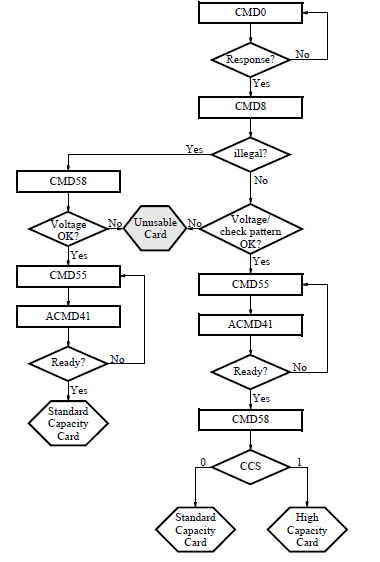 CMD0
Response?
No
Yes
CMD8
illegal?
Yes
No
CMD58
Voltage
OK?
No
Unusable
Card
No
Voltage/
check pattern
OK?
Yes
Yes
CMD55
CMD55
ACMD41
ACMD41
Ready?
No
Ready?
No
Yes
Yes
Standard
Capacity
Card
CMD58
0
CCS
1
Standard
Capacity
Card
High
Capacity
Card